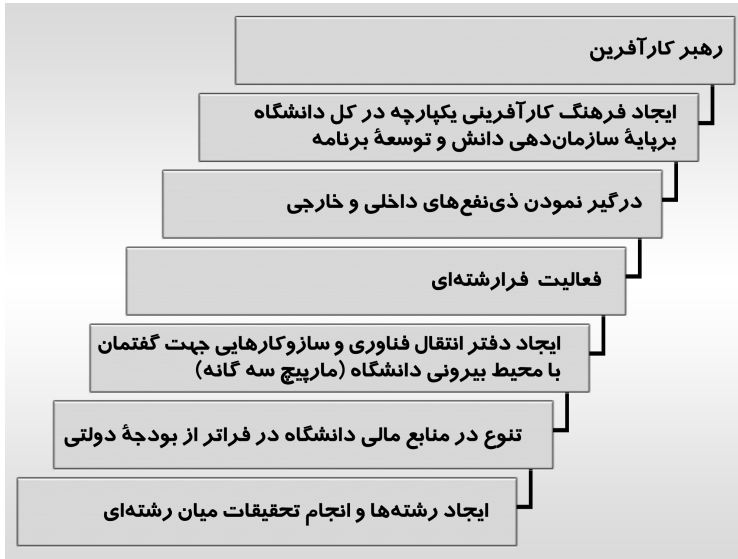 رهبر کارآفرین
ایجاد فرهنگ کارآفرینی یکپارچه در کل دانشگاه
برپایهٔ سازمان‌دهی دانش و توسعهٔ برنامه
درگیر نمودن ذی‌نفع‌های داخلی و خارجی
فعالیت فرارشته‌ای
ایجاد دفتر انتقال فناوری و سازوکارهایی جهت گفتمان
با محیط بیرونی دانشگاه (مارپیچ سه گانه)
تنوع در منابع مالی دانشگاه در فراتر از بودجهٔ دولتی
ایجاد رشته‌ها و انجام تحقیقات میان رشته‌ای